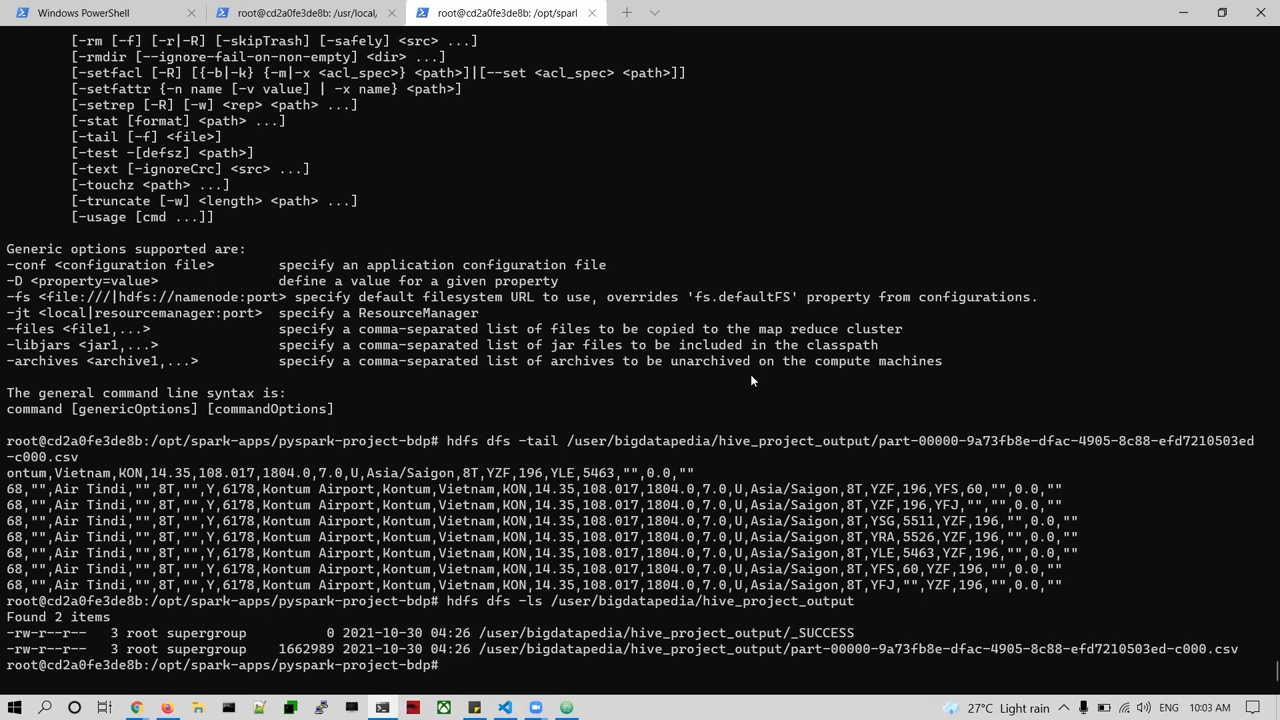 Windows PowerShell
root@cd2a0fe3de8b: /usr/local,
root@cd2a0fe3de8b: /opt/spark
[-rm [-f] [-r|-R] [-skipTrash] [-safely] <src> ...]
[-rmdir [--ignore-fail-on-non-empty] <dir> ...]
[-setfacl [-R] [{-b|-k} {-m|-x <acl_spec>} <path>]|[--set <acl_spec> <path>]]
[-setfattr {-n name [-v value] | -x name} <path>]
[-setrep [-R] [-w] <rep> <path> ...]
[-stat [format] <path> ...]
[-tail [-f] <file>]
[-test -[defsz] <path>]
[-text [-ignoreCrc] <src> ...]
[-touchz <path> ...]
[-truncate [-w] <length> <path> ...]
[-usage [cmd ...]]
Generic options supported are:
-conf <configuration file>        specify an application configuration file
-D <property=value>               define a value for a given property
-fs <file:///|hdfs://namenode:port> specify default filesystem URL to use, overrides 'fs.defaultFS' property from configurations.
-jt <local|resourcemanager:port>  specify a ResourceManager
-files <file1,...>                specify a comma-separated list of files to be copied to the map reduce cluster
-libjars <jar1,...>               specify a comma-separated list of jar files to be included in the classpath
-archives <archive1,...>          specify a comma-separated list of archives to be unarchived on the compute machines
The general command line syntax is:
command [genericOptions] [commandOptions]
root@cd2a0fe3de8b:/opt/spark-apps/pyspark-project-bdp# hdfs dfs -tail /user/bigdatapedia/hive_project_output/part-00000-9a73fb8e-dfac-4905-8c88-efd7210503ed
-c000.csv
ontum,Vietnam,KON,14.35,108.017,1804.0,7.0,U,Asia/Saigon,8T,YZF,196,YLE,5463,"",0.0,""
68,"",Air Tindi,"",8T,"",Y,6178,Kontum Airport,Kontum,Vietnam,KON,14.35,108.017,1804.0,7.0,U,Asia/Saigon,8T,YZF,196,YFS,60,"",0.0,""
68,"",Air Tindi,"",8T,"",Y,6178,Kontum Airport,Kontum,Vietnam,KON,14.35,108.017,1804.0,7.0,U,Asia/Saigon,8T,YZF,196,YFJ,"","",0.0,""
68,"",Air Tindi,"",8T,"",Y,6178,Kontum Airport,Kontum,Vietnam,KON,14.35,108.017,1804.0,7.0,U,Asia/Saigon,8T,YSG,5511,YZF,196,"",0.0,""
68,"",Air Tindi,"",8T,"",Y,6178,Kontum Airport,Kontum,Vietnam,KON,14.35,108.017,1804.0,7.0,U,Asia/Saigon,8T,YRA,5526,YZF,196,"",0.0,""
68,"",Air Tindi,"",8T,"",Y,6178,Kontum Airport,Kontum,Vietnam,KON,14.35,108.017,1804.0,7.0,U,Asia/Saigon,8T,YLE,5463,YZF,196,"",0.0,""
68,"",Air Tindi,"",8T,"",Y,6178,Kontum Airport,Kontum,Vietnam,KON,14.35,108.017,1804.0,7.0,U,Asia/Saigon,8T,YFS,60,YZF,196,"",0.0,""
68,"",Air Tindi,"",8T,"",Y,6178,Kontum Airport,Kontum,Vietnam,KON,14.35,108.017,1804.0,7.0,U,Asia/Saigon,8T,YFJ,"",YZF,196,"",0.0,""
root@cd2a0fe3de8b:/opt/spark-apps/pyspark-project-bdp# hdfs dfs -ls /user/bigdatapedia/hive_project_output
Found 2 items
-rw-r--r--   3 root supergroup          0 2021-10-30 04:26 /user/bigdatapedia/hive_project_output/_SUCCESS
-rw-r--r--   3 root supergroup    1662989 2021-10-30 04:26 /user/bigdatapedia/hive_project_output/part-00000-9a73fb8e-dfac-4905-8c88-efd7210503ed-c000.csv
root@cd2a0fe3de8b:/opt/spark-apps/pyspark-project-bdp#
27°C Light rain
ENG
10:03 AM